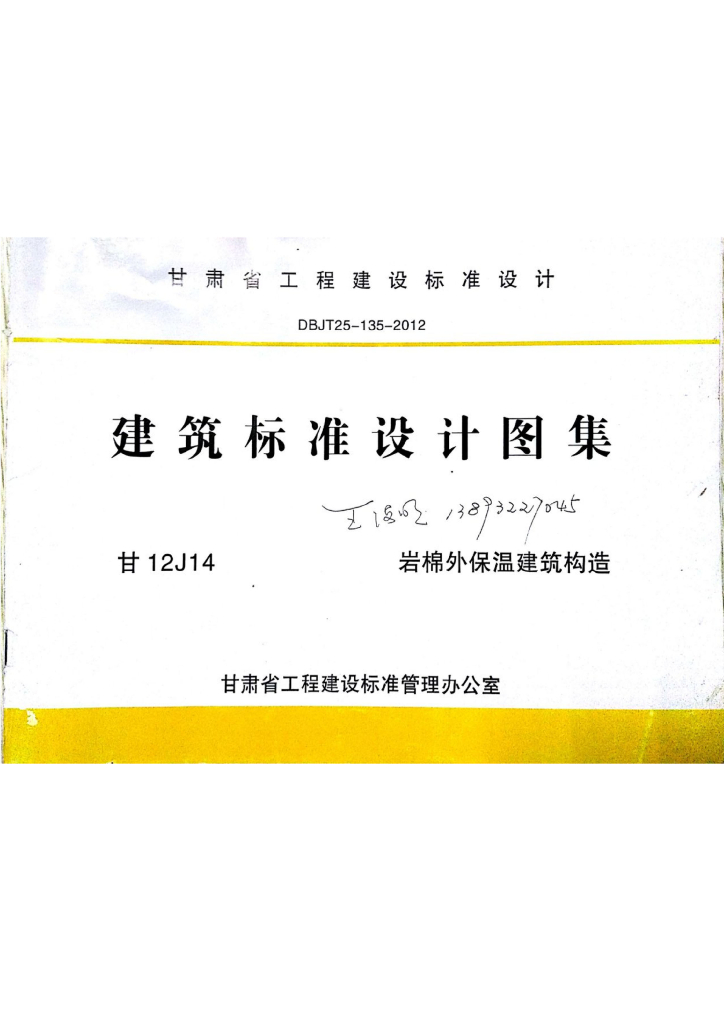 甘肃省工程建设标准设计
DBJT25-135-2012
建筑标准设计图集
王 13893227045
甘 12J14
岩棉外保温建筑构造
甘肃省工程建设标准管理办公室